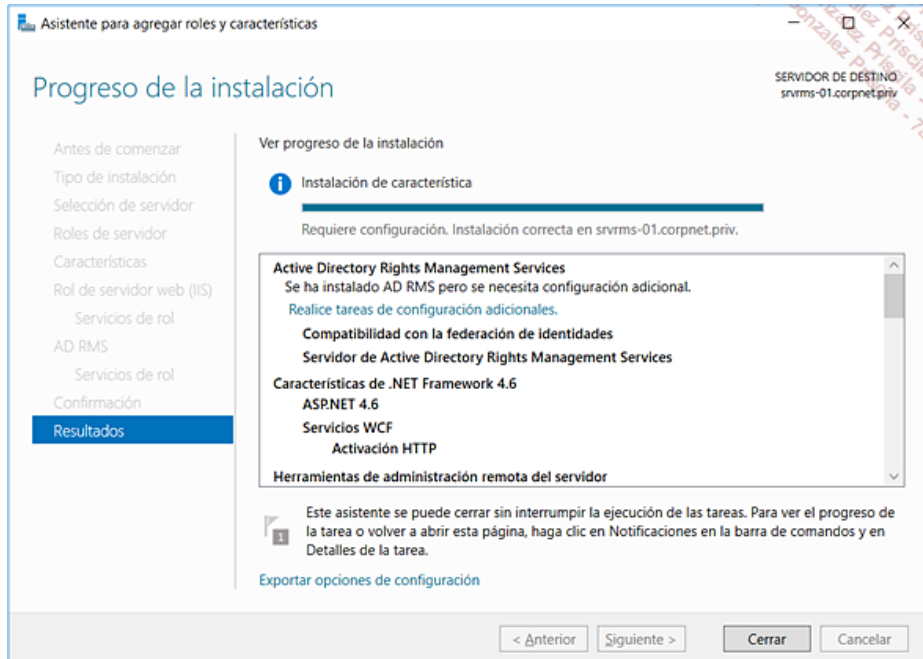 Asistente para agregar roles y características
Progreso de la instalación
SERVIDOR DE DESTINO
srvrms-01.corpnet.priv
Antes de comenzar
Tipo de instalación
Selección de servidor
Roles de servidor
Características
Rol de servidor web (IIS)
Servicios de rol
AD RMS
Servicios de rol
Confirmación
Resultados
Ver progreso de la instalación
Instalación de característica
Requiere configuración. Instalación correcta en srvrms-01.corpnet.priv.
Active Directory Rights Management Services
Se ha instalado AD RMS pero se necesita configuración adicional.
Realice tareas de configuración adicionales.
Compatibilidad con la federación de identidades
Servidor de Active Directory Rights Management Services
Características de .NET Framework 4.6
ASP.NET 4.6
Servicios WCF
Activación HTTP
Herramientas de administración remota del servidor
1
Este asistente se puede cerrar sin interrumpir la ejecución de las tareas. Para ver el progreso de
la tarea o volver a abrir esta página, haga clic en Notificaciones en la barra de comandos y en
Detalles de la tarea.
Exportar opciones de configuración
< Anterior
Siguiente >
Cerrar
Cancelar